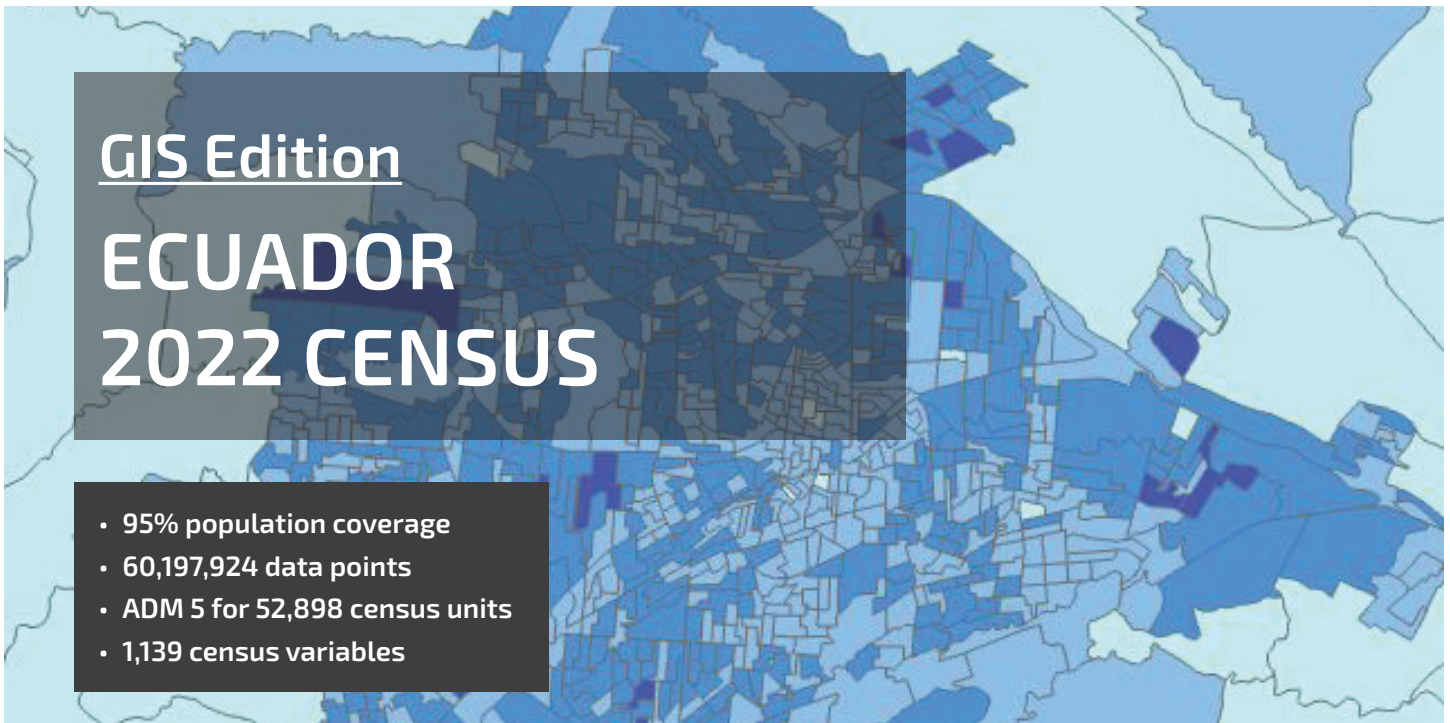 GIS Edition
ECUADOR
2022 CENSUS
• 95% population coverage
• 60,197,924 data points
• ADM 5 for 52,898 census units
• 1,139 census variables